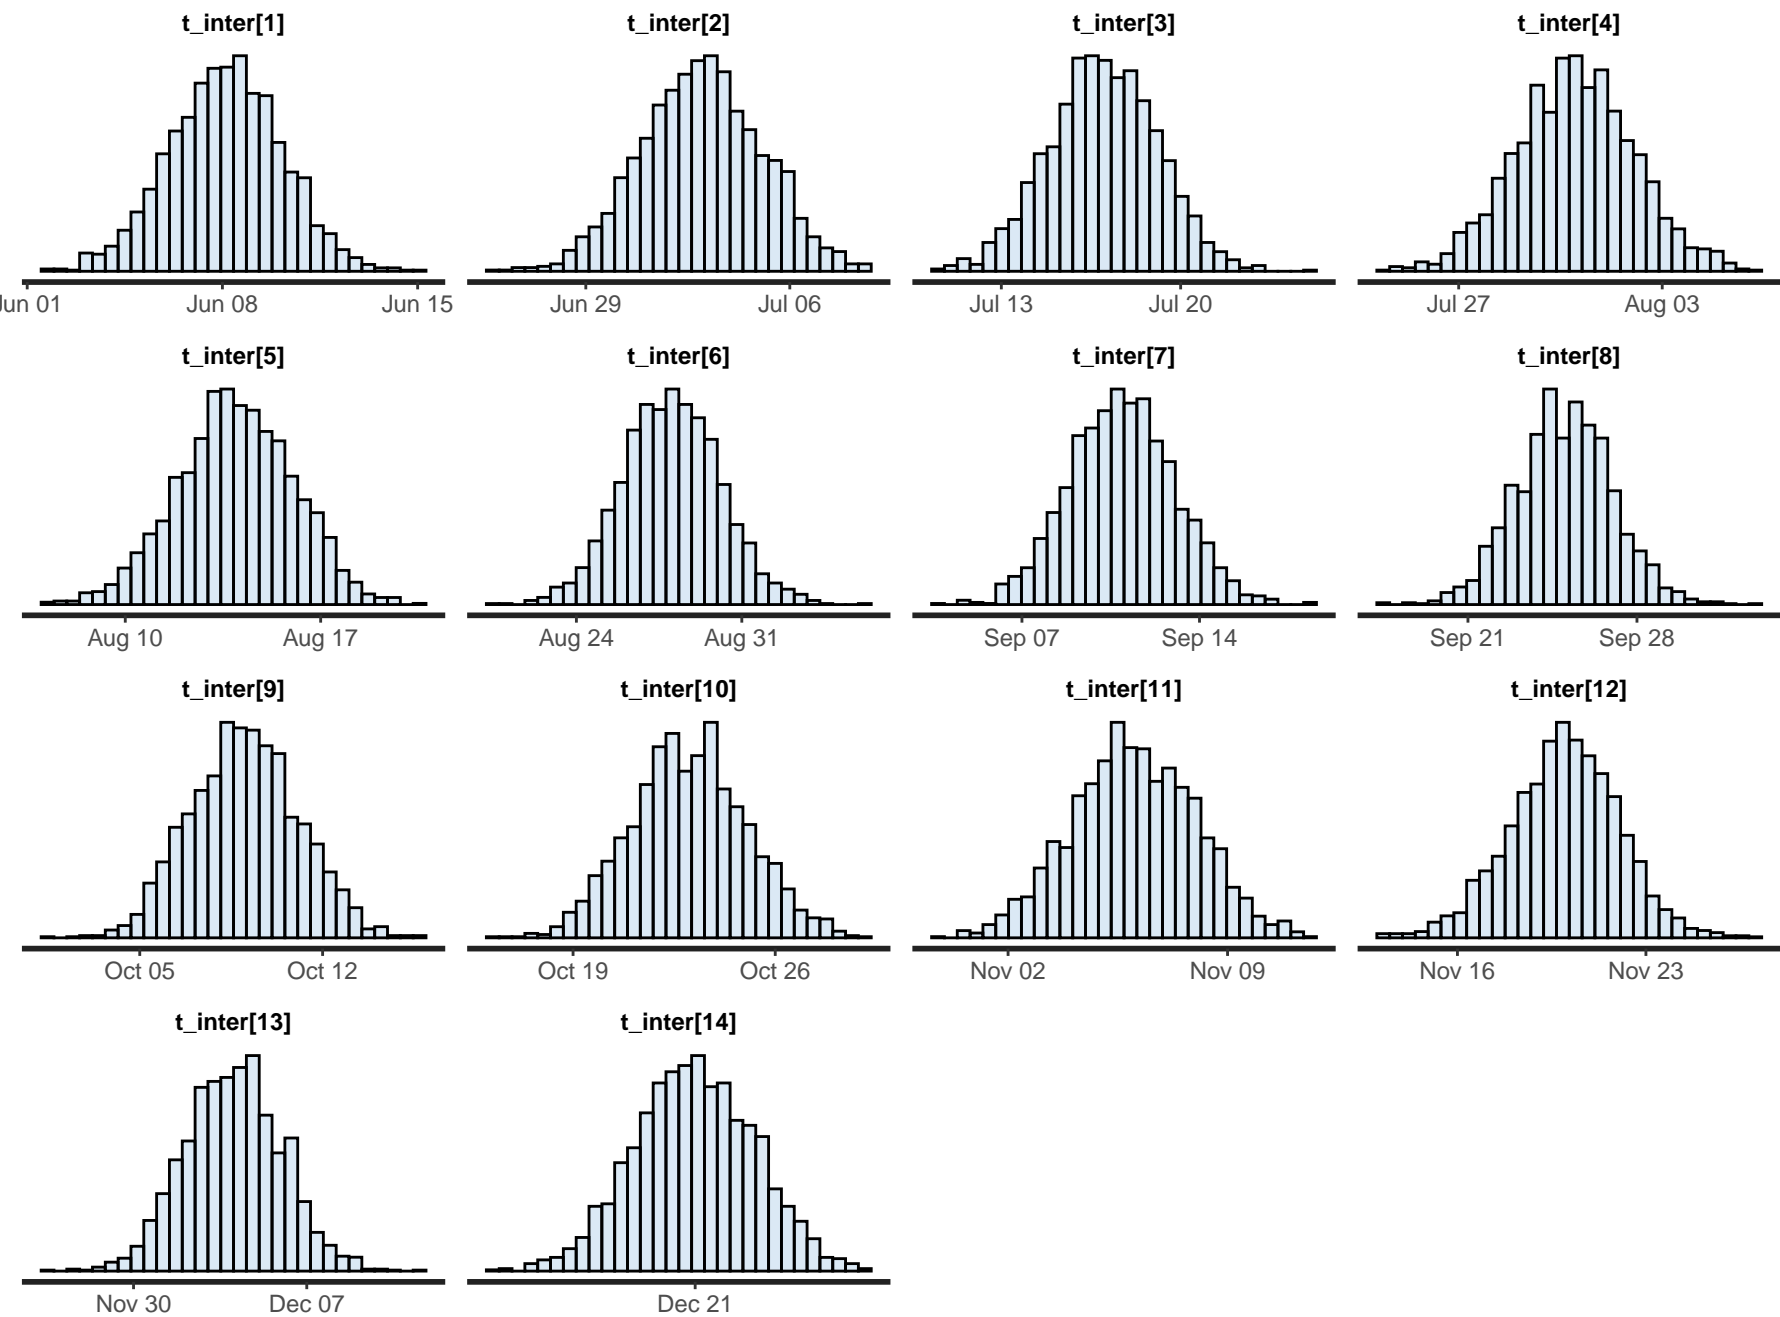 t_inter[1] t_inter[2] t_inter[3] t_inter[4]
Jun 01 Jun 08 Jun 15 Jun 29 Jul 06 Jul 13 Jul 20 Jul 27 Aug 03
t_inter[5] t_inter[6] t_inter[7] t_inter[8]
Aug 10 Aug 17 Aug 24 Aug 31 Sep 07 Sep 14 Sep 21 Sep 28
t_inter[9] t_inter[10] t_inter[11] t_inter[12]
Oct 05 Oct 12 Oct 19 Oct 26 Nov 02 Nov 09 Nov 16 Nov 23
t_inter[13] t_inter[14]
Nov 30 Dec 07 Dec 21